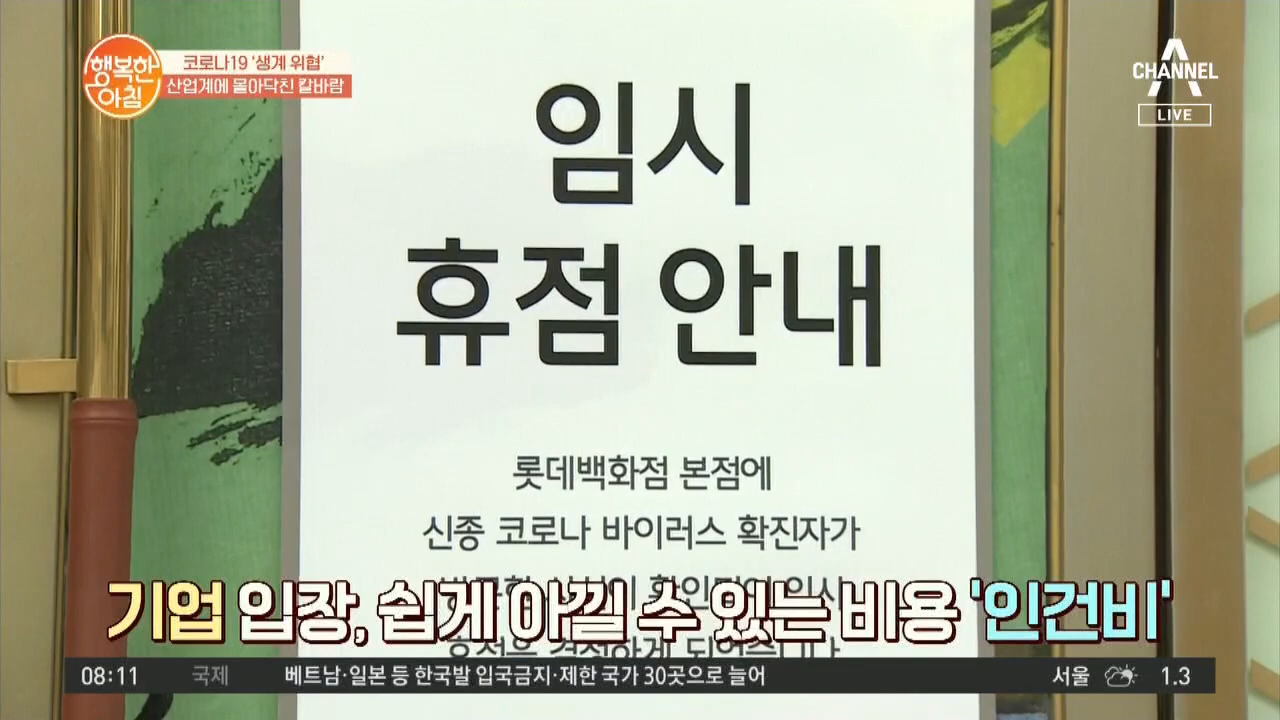 행복한
아침
코로나19 '생계 위협'
산업계에 몰아닥친 칼바람
CHANNEL
LIVE
임시
휴점 안내
롯데백화점 본점에
신종 코로나 바이러스 확진자가
기업 입장, 쉽게 아낄 수 있는 비용 '인건비'
08:11 국제 베트남·일본 등 한국발 입국금지·제한 국가 30곳으로 늘어 서울 1.3